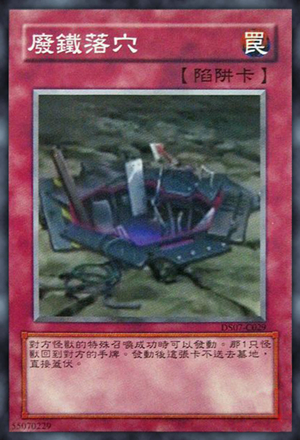 廢鐵落穴
罠
【陷阱卡】
DS07-C029
對方怪獸的特殊召喚成功時可以發動。那1只怪
獸回到對方的手牌。發動後這張卡不送去墓地，
直接蓋伏。
55070229